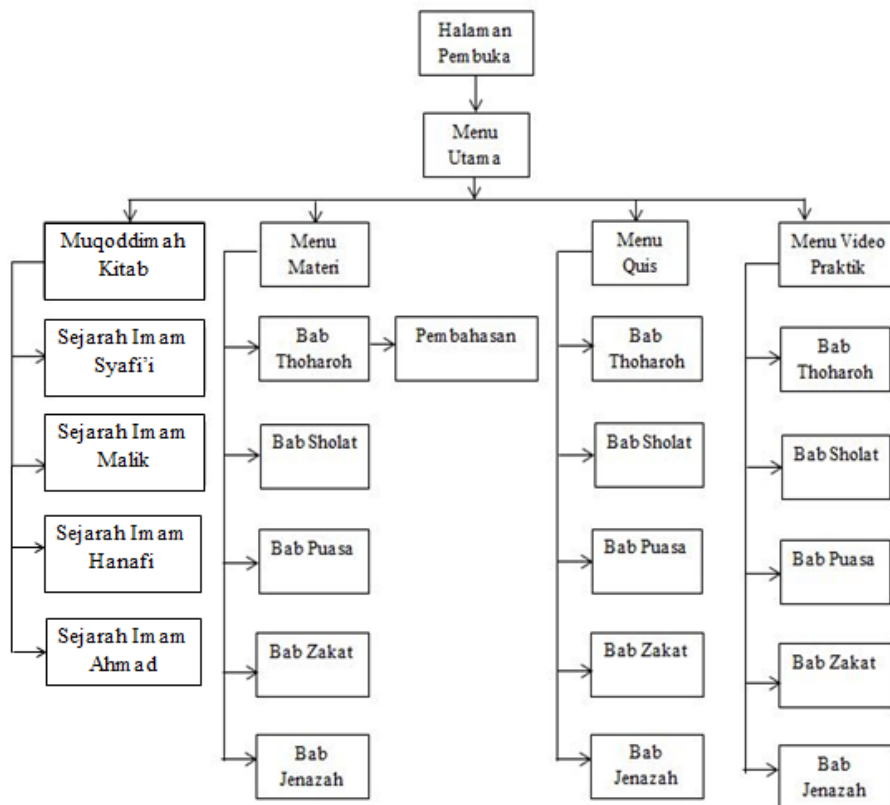 Halaman
Pembuka
Menu
Utama
Muqoddimah
Kitab
Sejarah Imam
Syafi'i
Sejarah Imam
Malik
Sejarah Imam
Hanafi
Sejarah Imam
Ahmad
Menu
Materi
Bab
Thoharoh
Pembahasan
Bab Sholat
Bab Puasa
Bab Zakat
Bab
Jenazah
Menu
Quis
Bab
Thoharoh
Bab Sholat
Bab Puasa
Bab Zakat
Bab
Jenazah
Menu Video
Praktik
Bab
Thoharoh
Bab Sholat
Bab Puasa
Bab Zakat
Bab
Jenazah